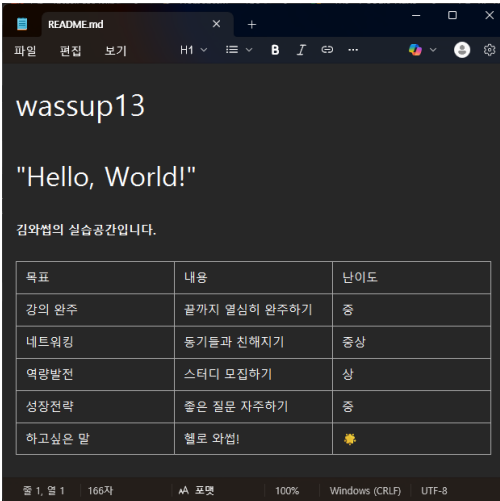 README.md
파일 편집 보기 H1 B I
wassup13
"Hello, World!"
김와썹의 실습공간입니다.
목표 내용 난이도
강의 완주 끝까지 열심히 완주하기 중
네트워킹 동기들과 친해지기 중상
역량발전 스터디 모집하기 상
성장전략 좋은 질문 자주하기 중
하고싶은 말 헬로 와썹! 🌟
줄 1, 열 1 166자 AA 포맷 100% Windows (CRLF) UTF-8